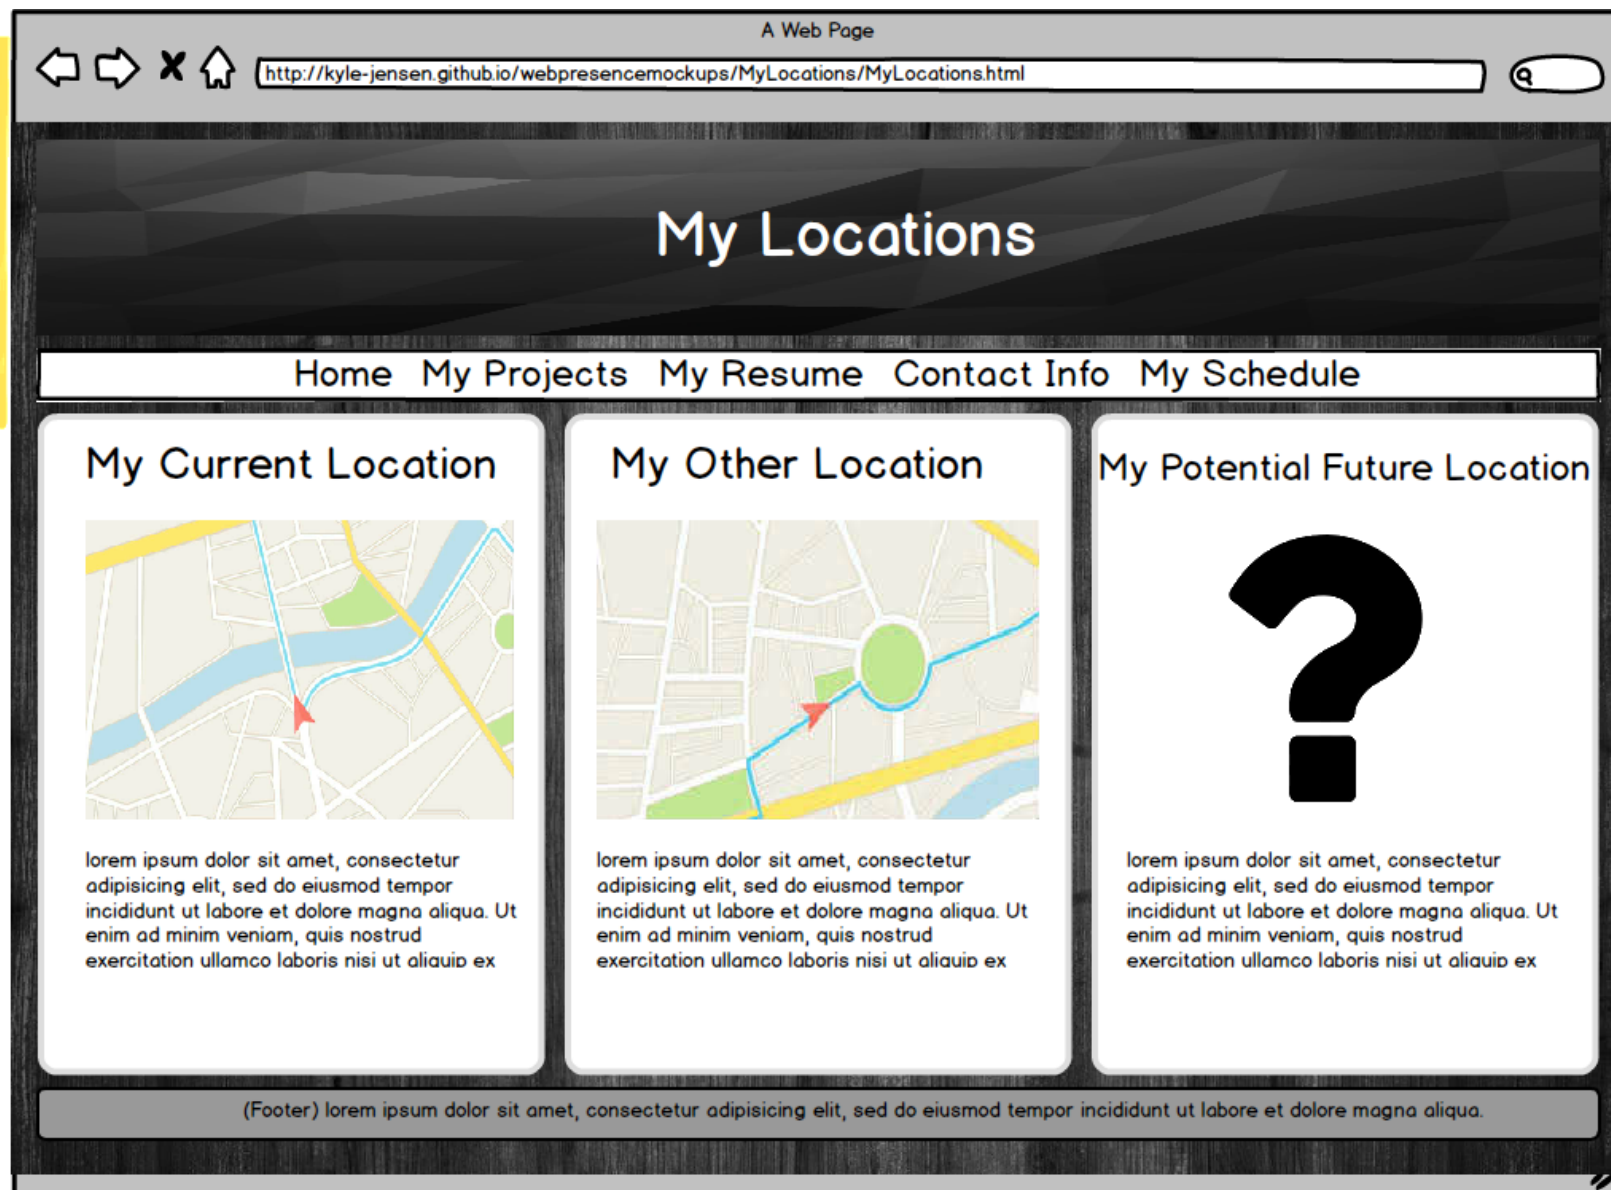 A Web Page
http://kyle-jensen.github.io/webpresencemockups/MyLocations/MyLocations.html
My Locations
Home My Projects My Resume Contact Info My Schedule
My Current Location
lorem ipsum dolor sit amet, consectetur
adipisicing elit, sed do eiusmod tempor
incididunt ut labore et dolore magna aliqua. Ut
enim ad minim veniam, quis nostrud
exercitation ullamco laboris nisi ut aliquip ex
My Other Location
lorem ipsum dolor sit amet, consectetur
adipisicing elit, sed do eiusmod tempor
incididunt ut labore et dolore magna aliqua. Ut
enim ad minim veniam, quis nostrud
exercitation ullamco laboris nisi ut aliquip ex
My Potential Future Location
?
lorem ipsum dolor sit amet, consectetur
adipisicing elit, sed do eiusmod tempor
incididunt ut labore et dolore magna aliqua. Ut
enim ad minim veniam, quis nostrud
exercitation ullamco laboris nisi ut aliquip ex
(Footer) lorem ipsum dolor sit amet, consectetur adipisicing elit, sed do eiusmod tempor incididunt ut labore et dolore magna aliqua.